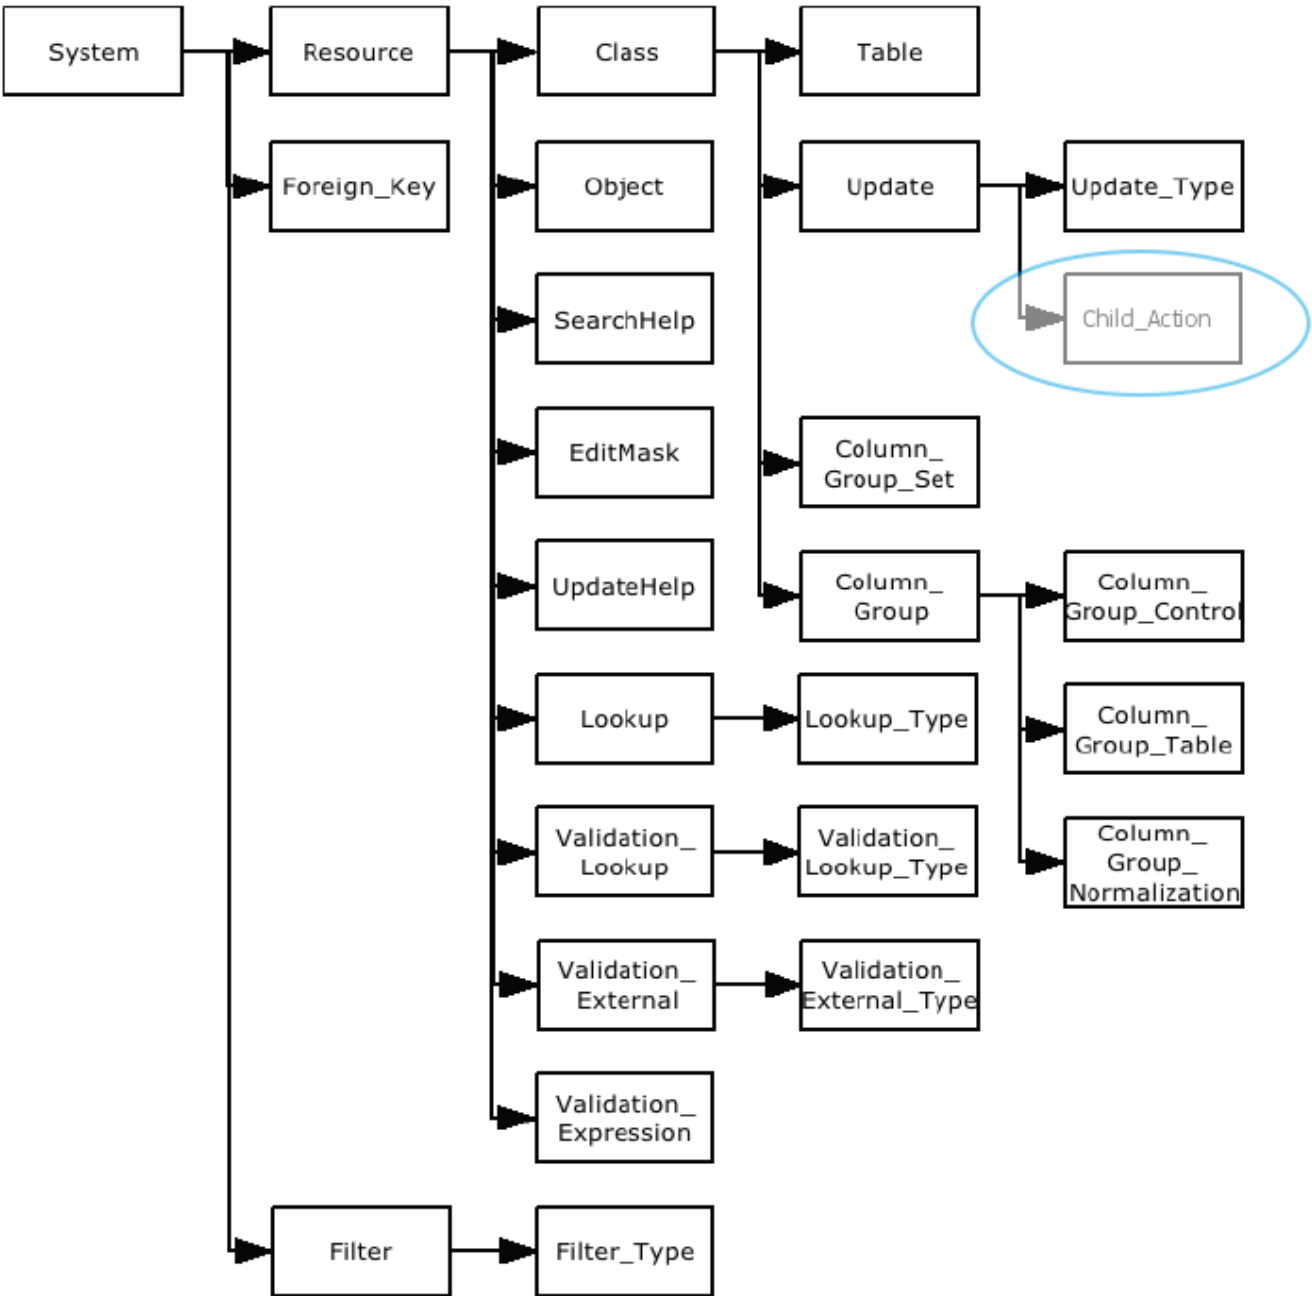 System
Resource
Class
Table
Foreign_Key
Object
Update
Update_Type
SearchHelp
Child_Action
EditMask
Column_
Group_Set
UpdateHelp
Column_
Group
Column_
Group_Control
Lookup
Lookup_Type
Column_
Group_Table
Validation_
Lookup
Validation_
Lookup_Type
Column_
Group_
Normalization
Validation_
External
Validation_
External_Type
Validation_
Expression
Filter
Filter_Type